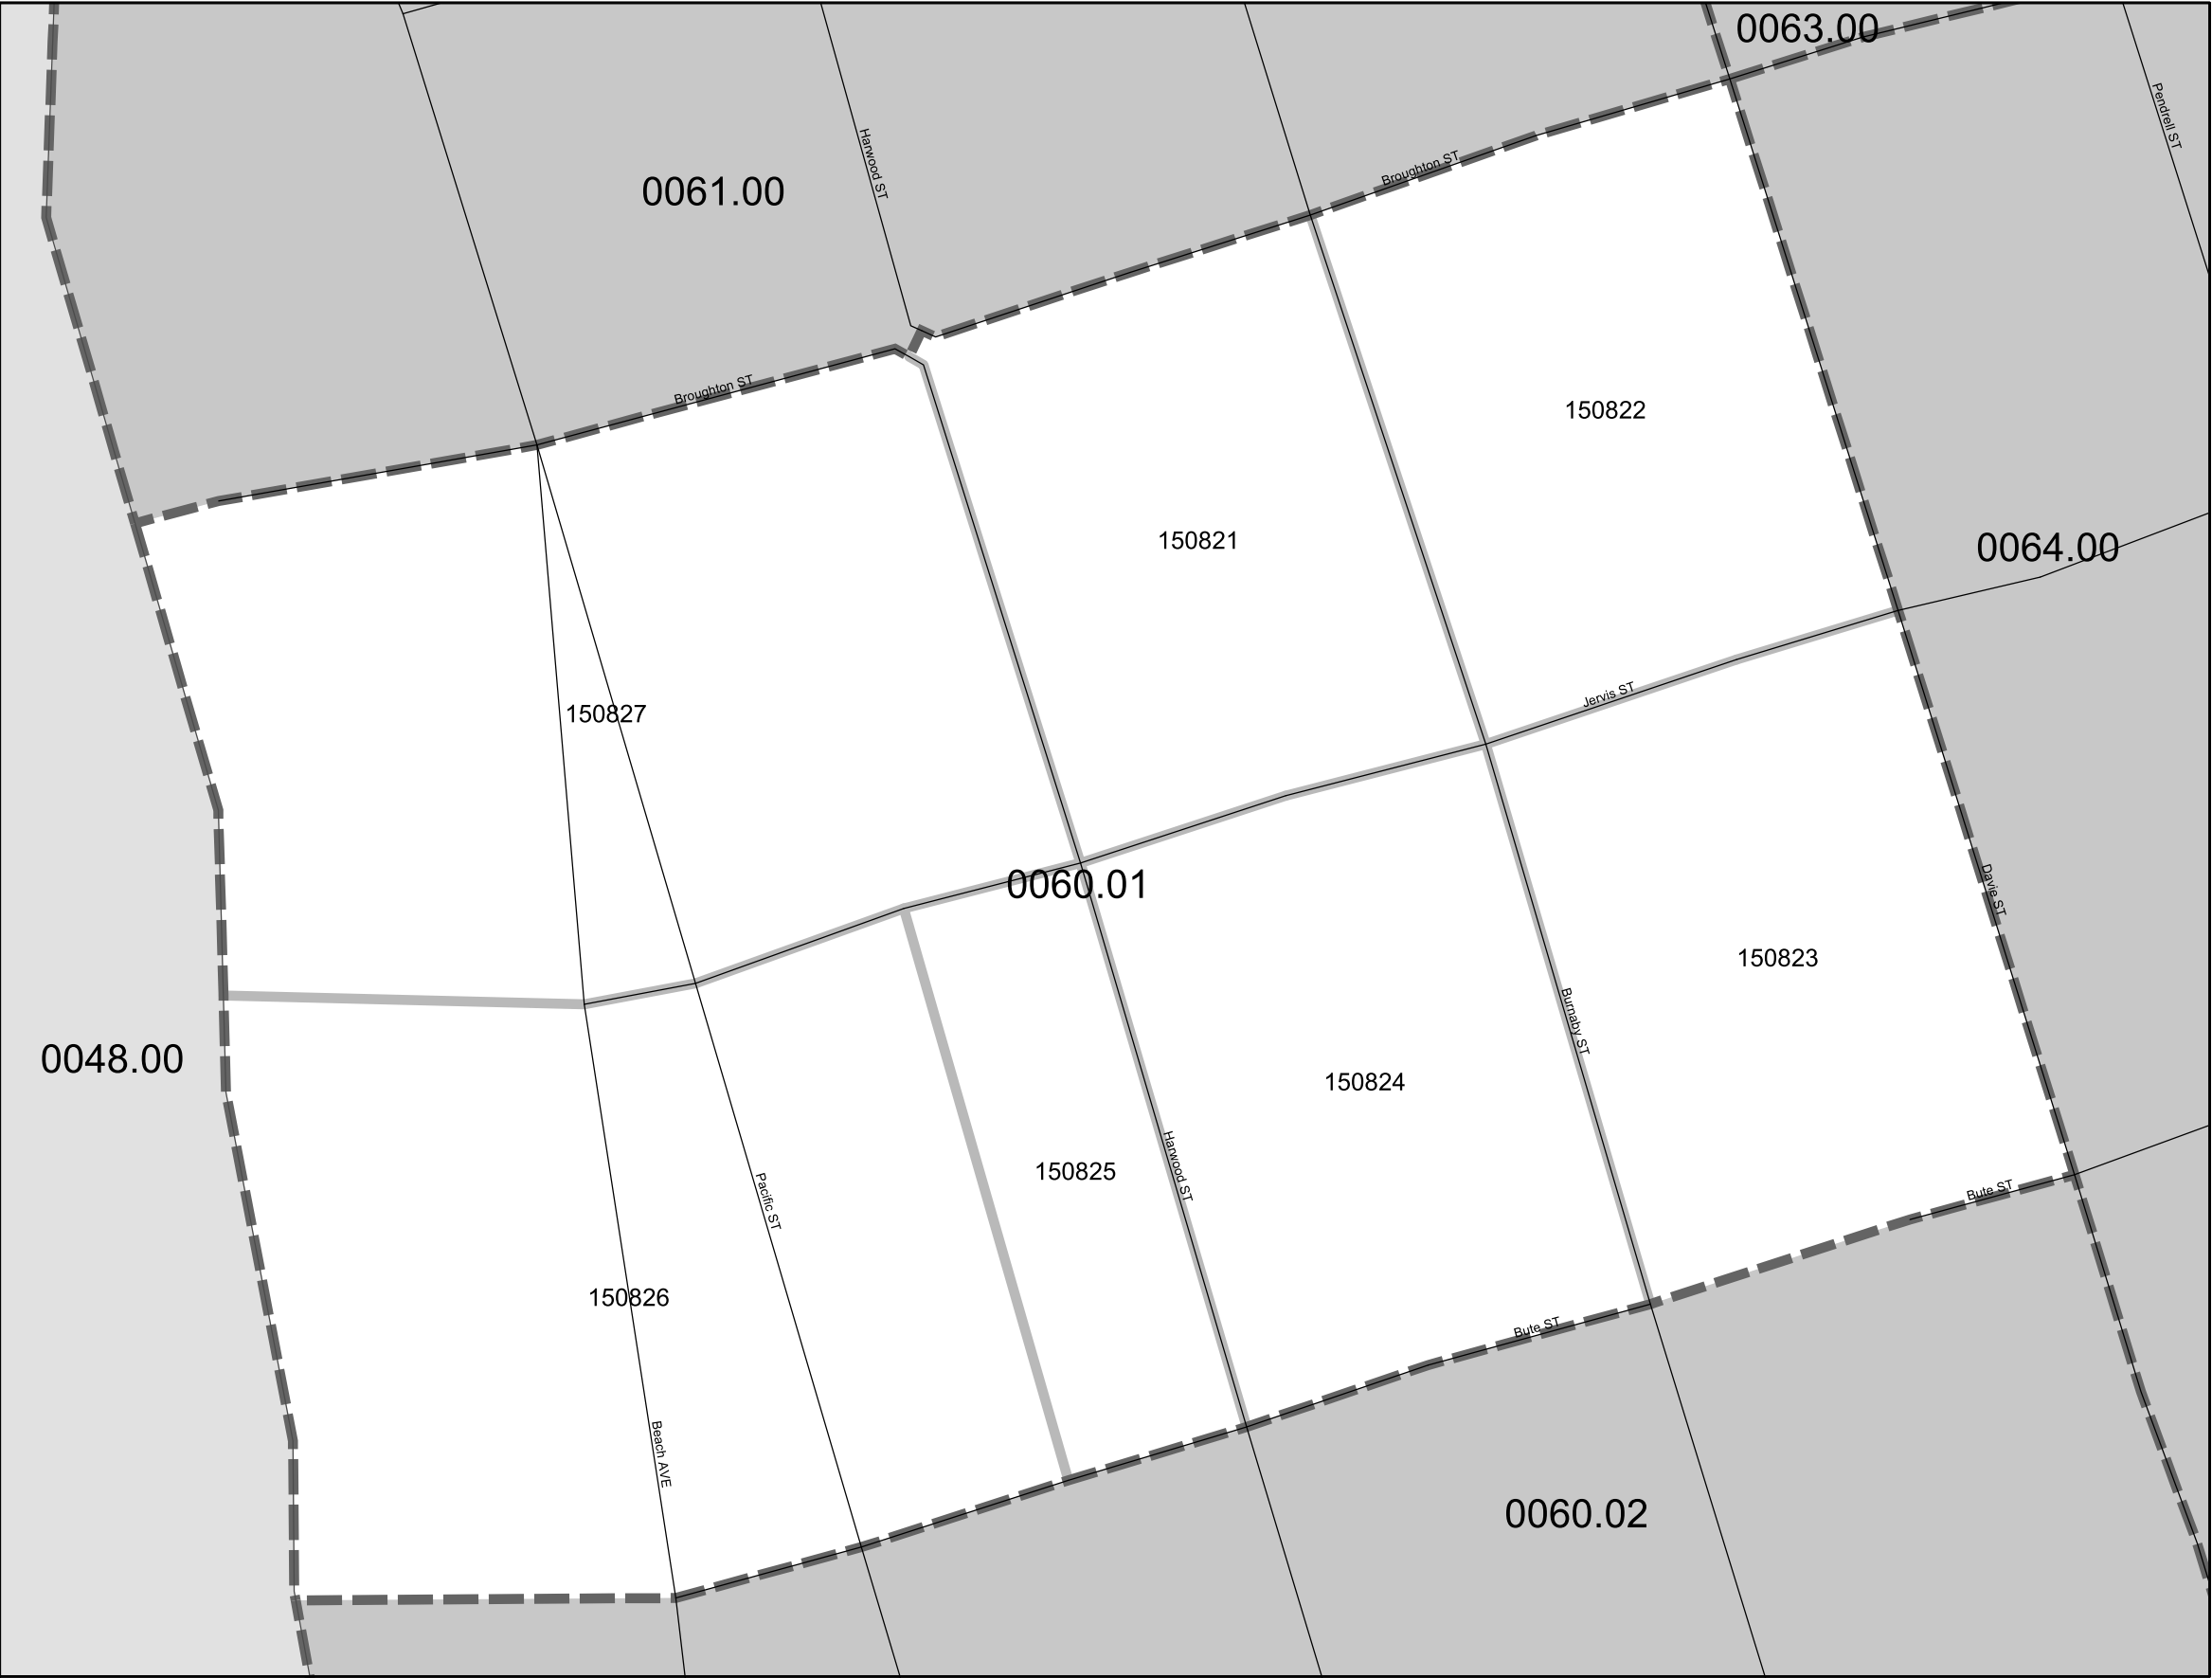 0063.00
Pendrell ST
Harwood ST
Broughton ST
0061.00
Broughton ST
150822
150821
0064.00
Jervis ST
150827
0060.01
Davie ST
150823
Burnaby ST
0048.00
150824
Harwood ST
150825
Pacific ST
Bute ST
150826
Bute ST
Beach AVE
0060.02